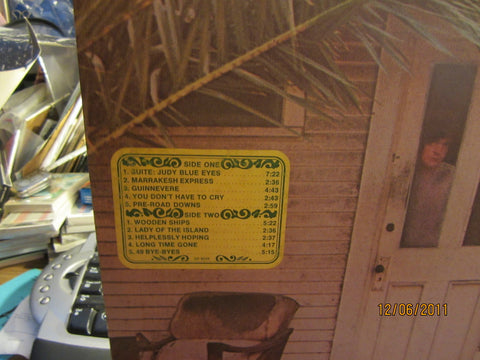 SIDE ONE
1. SUITE: JUDY BLUE EYES 7:22
2. MARRAKESH EXPRESS 2:36
3. GUINNEVERE 4:43
4. YOU DON'T HAVE TO CRY 2:43
5. PRE-ROAD DOWNS 2:59
SIDE TWO
1. WOODEN SHIPS 5:22
2. LADY OF THE ISLAND 2:36
3. HELPLESSLY HOPING 2:37
4. LONG TIME GONE 4:17
5. 49 BYE-BYES 5:15
12/06/2011